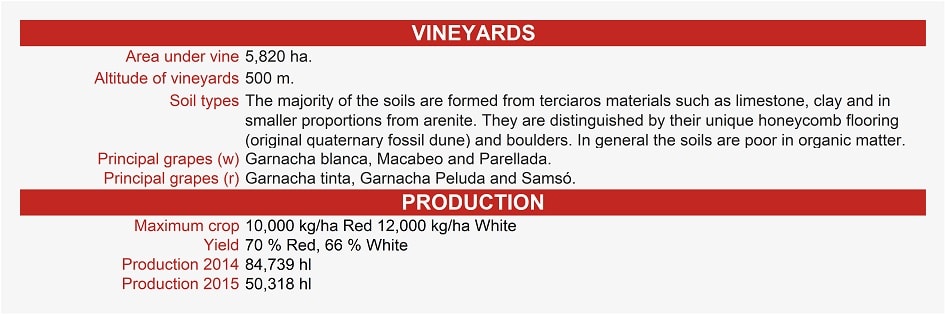 VINEYARDS
Area under vine 5,820 ha.
Altitude of vineyards 500 m.
Soil types The majority of the soils are formed from terciaros materials such as limestone, clay and in
smaller proportions from arenite. They are distinguished by their unique honeycomb flooring
(original quaternary fossil dune) and boulders. In general the soils are poor in organic matter.
Principal grapes (w) Garnacha blanca, Macabeo and Parellada.
Principal grapes (r) Garnacha tinta, Garnacha Peluda and Samsó.
PRODUCTION
Maximum crop 10,000 kg/ha Red 12,000 kg/ha White
Yield 70 % Red, 66 % White
Production 2014 84,739 hl
Production 2015 50,318 hl